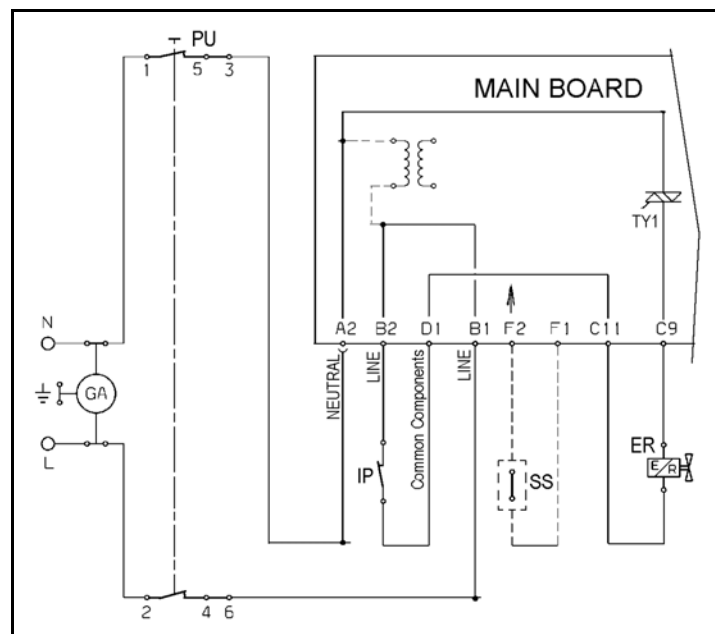 PU
1 5 3
MAIN BOARD
TY1
N
A2 B2 D1 B1 F2 F1 C11 C9
GA
L
NEUTRAL
LINE
Common Components
LINE
IP
SS
ER
E/R
2 4 6